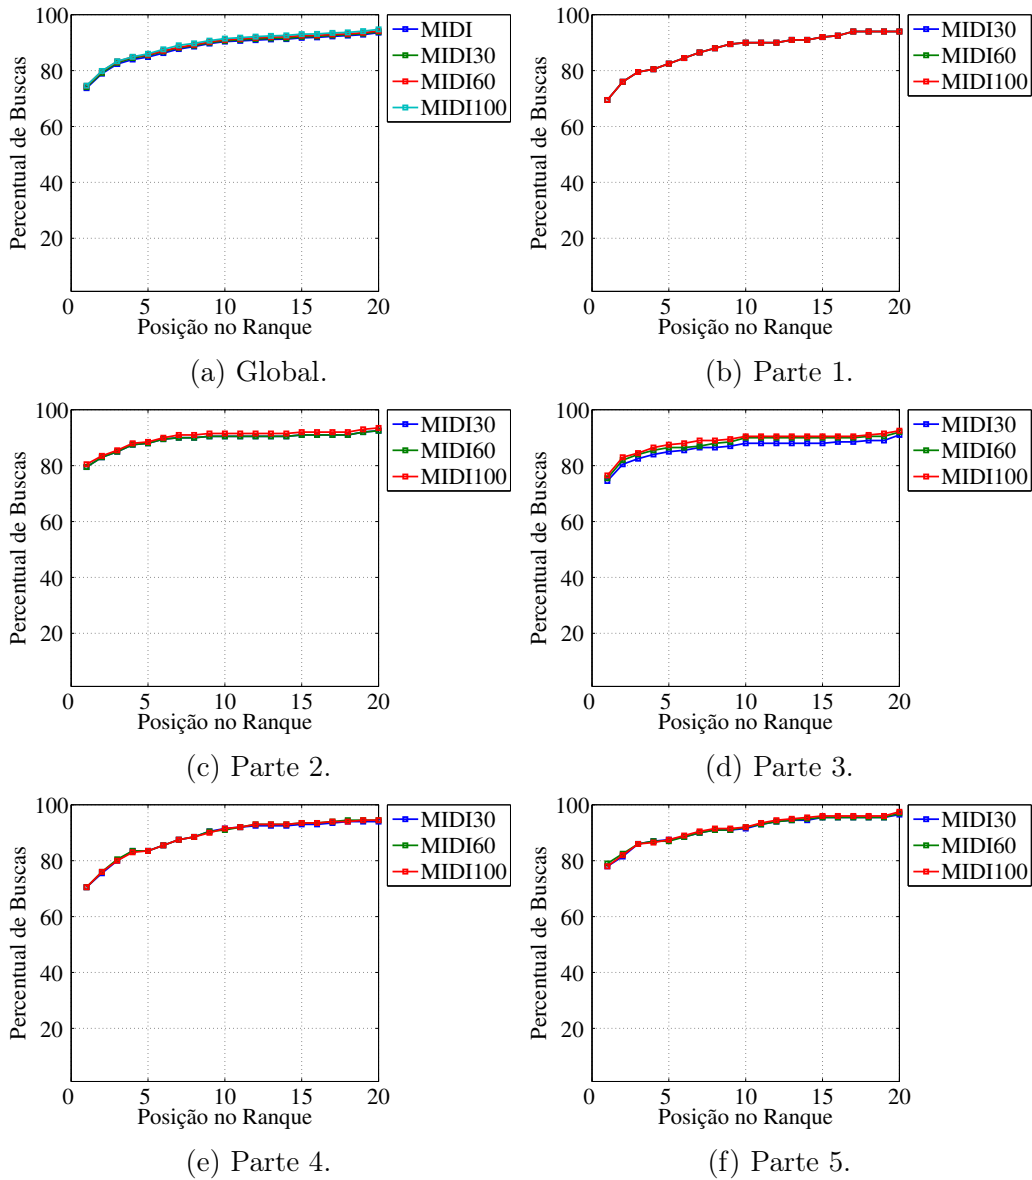 100
80
60
40
20
0
5
10
15
20
Percentual de Buscas
Posição no Ranque
MIDI
MIDI30
MIDI60
MIDI100
(a) Global.
100
80
60
40
20
0
5
10
15
20
Percentual de Buscas
Posição no Ranque
MIDI30
MIDI60
MIDI100
(b) Parte 1.
100
80
60
40
20
0
5
10
15
20
Percentual de Buscas
Posição no Ranque
MIDI30
MIDI60
MIDI100
(c) Parte 2.
100
80
60
40
20
0
5
10
15
20
Percentual de Buscas
Posição no Ranque
MIDI30
MIDI60
MIDI100
(d) Parte 3.
100
80
60
40
20
0
5
10
15
20
Percentual de Buscas
Posição no Ranque
MIDI30
MIDI60
MIDI100
(e) Parte 4.
100
80
60
40
20
0
5
10
15
20
Percentual de Buscas
Posição no Ranque
MIDI30
MIDI60
MIDI100
(f) Parte 5.